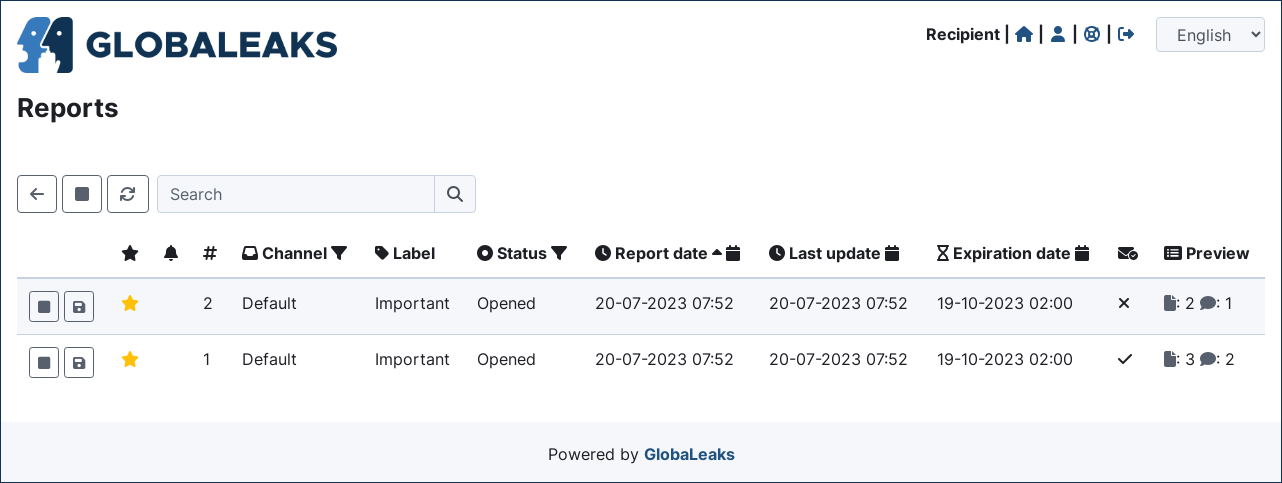 GLOBALEAKS
Recipient | | | | English
Reports
Search
# Channel Label Status Report date Last update Expiration date Preview
2 Default Important Opened 20-07-2023 07:52 20-07-2023 07:52 19-10-2023 02:00 : 2 : 1
1 Default Important Opened 20-07-2023 07:52 20-07-2023 07:52 19-10-2023 02:00 : 3 : 2
Powered by GlobaLeaks